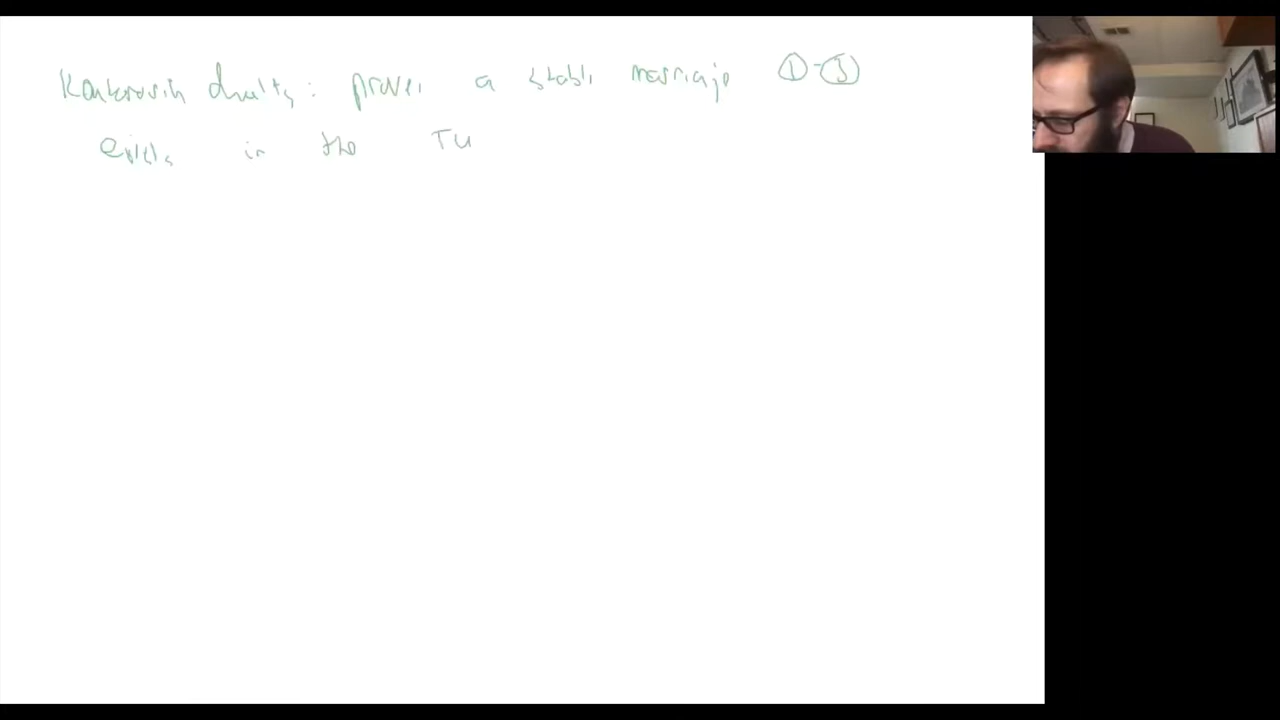 Kantorovich duality: proves a stable marriage ①-③
exists in the TU